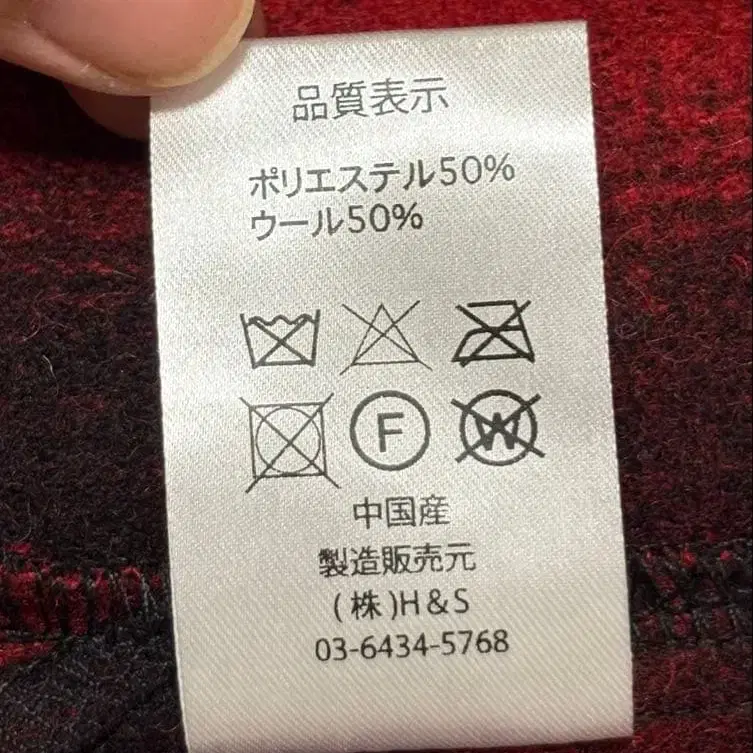 品質表示
ポリエステル50%
ウール50%
F W
中国産
製造販売元
(株)H&S
03-6434-5768